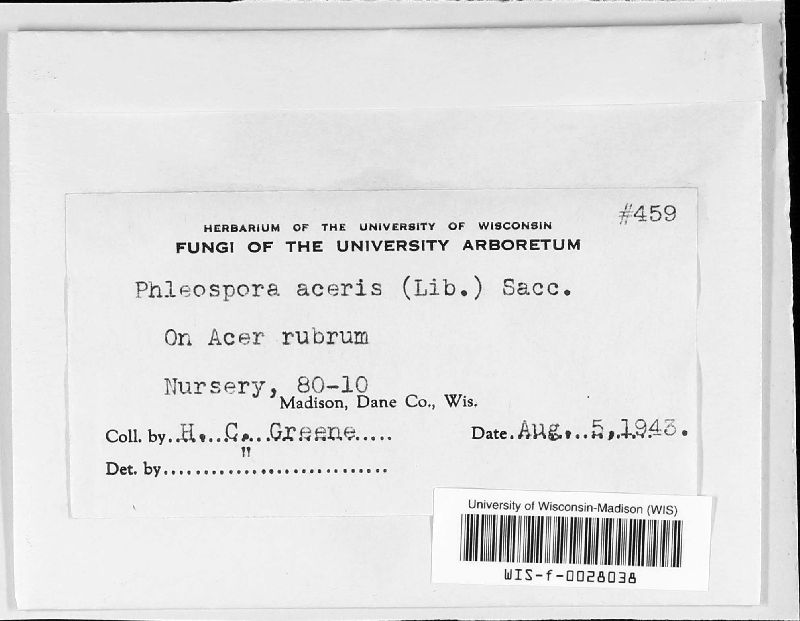 #459
HERBARIUM OF THE UNIVERSITY OF WISCONSIN
FUNGI OF THE UNIVERSITY ARBORETUM
Phleospora aceris (Lib.) Sacc.
On Acer rubrum
Nursery, 80-10
Madison, Dane Co., Wis.
Coll. by..H...C....Greene..... Date.Aug...5,.1943.
"
Det. by............................
University of Wisconsin-Madison (WIS)
WIS-f-0028038